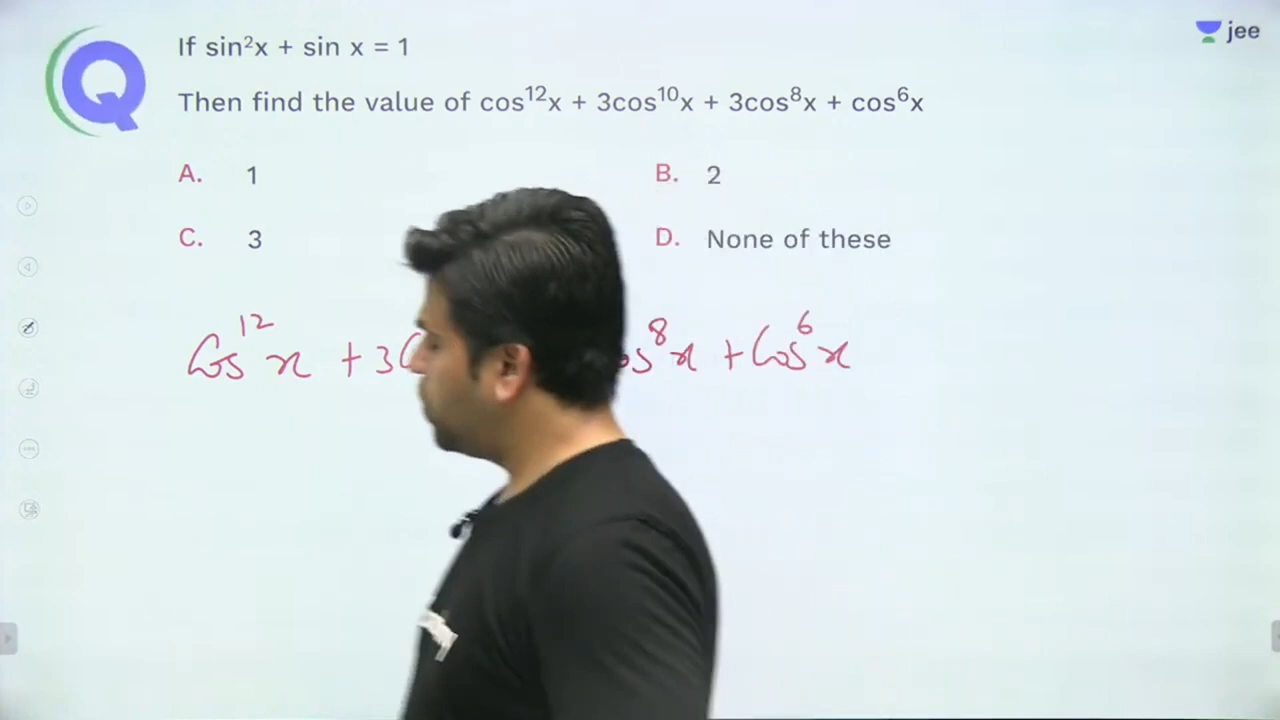 jee
If sin²x + sin x = 1
Then find the value of cos¹²x + 3cos¹⁰x + 3cos⁸x + cos⁶x
A. 1
B. 2
C. 3
D. None of these
Cos¹²x + 3C os⁸x + Cos⁶x